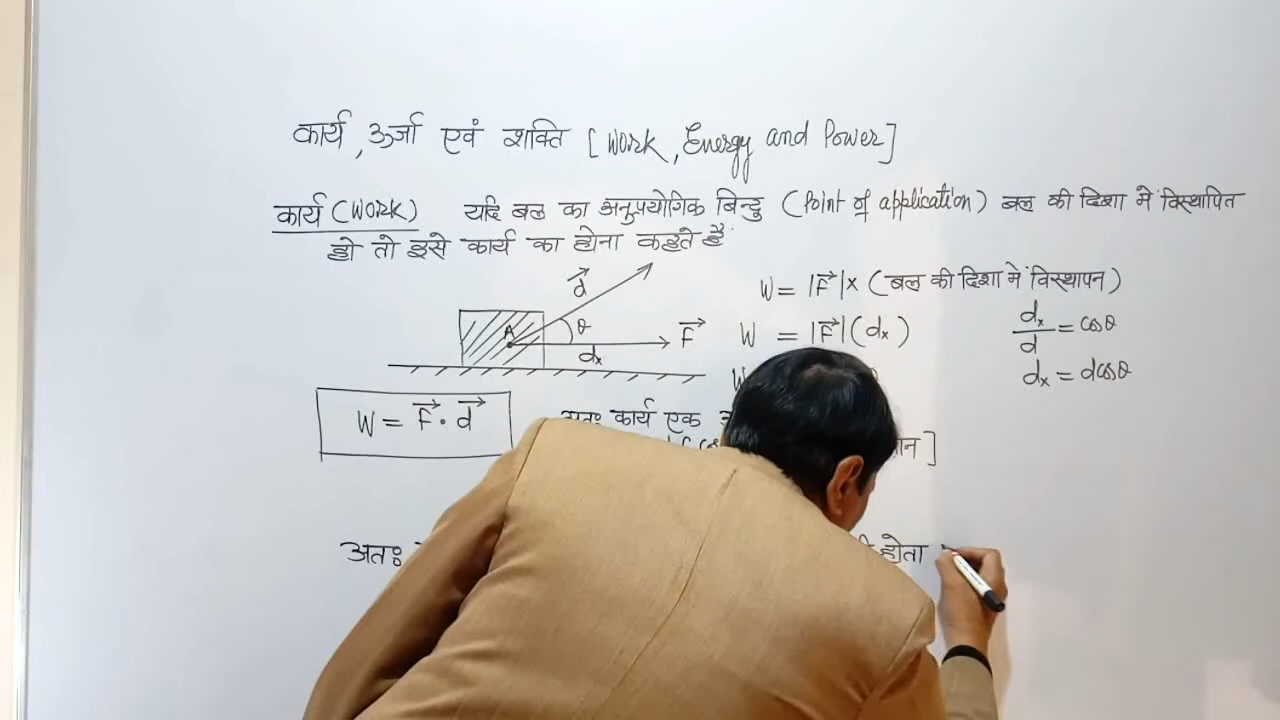 कार्य, ऊर्जा एवं शक्ति [Work, Energy and Power]
कार्य (Work) यदि बल का अनुपयोगिक बिन्दु (Point of application) बल की दिशा में विस्थापित
हो तो इसे कार्य का होना कहते है
d⃗
θ
A
F⃗
dₓ
W = |F⃗| × (बल की दिशा में विस्थापन)
W = |F⃗| (dₓ)
W
dₓ/d = cosθ
dₓ = dcosθ
W = F⃗ · d⃗
अतः कार्य एक
]
अतः
होता